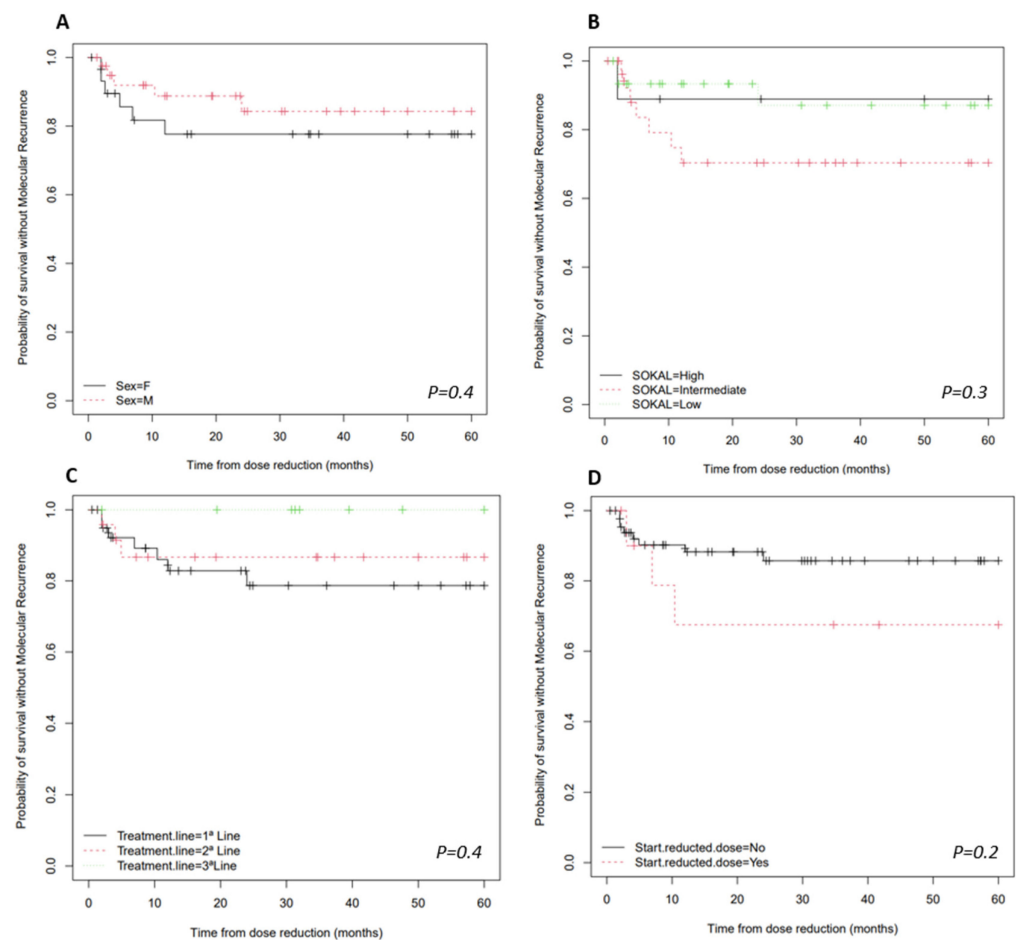 A
Probability of survival without Molecular Recurrence
1.0
0.8
0.6
0.4
0.2
0.0
Sex=F
Sex=M
P=0.4
0 10 20 30 40 50 60
Time from dose reduction (months)
B
Probability of survival without Molecular Recurrence
1.0
0.8
0.6
0.4
0.2
0.0
SOKAL=High
SOKAL=Intermediate
SOKAL=Low
P=0.3
0 10 20 30 40 50 60
Time from dose reduction (months)
C
Probability of survival without Molecular Recurrence
1.0
0.8
0.6
0.4
0.2
0.0
Treatment.line=1ª Line
Treatment.line=2ª Line
Treatment.line=3ªLine
P=0.4
0 10 20 30 40 50 60
Time from dose reduction (months)
D
Probability of survival without Molecular Recurrence
1.0
0.8
0.6
0.4
0.2
0.0
Start.reducted.dose=No
Start.reducted.dose=Yes
P=0.2
0 10 20 30 40 50 60
Time from dose reduction (months)